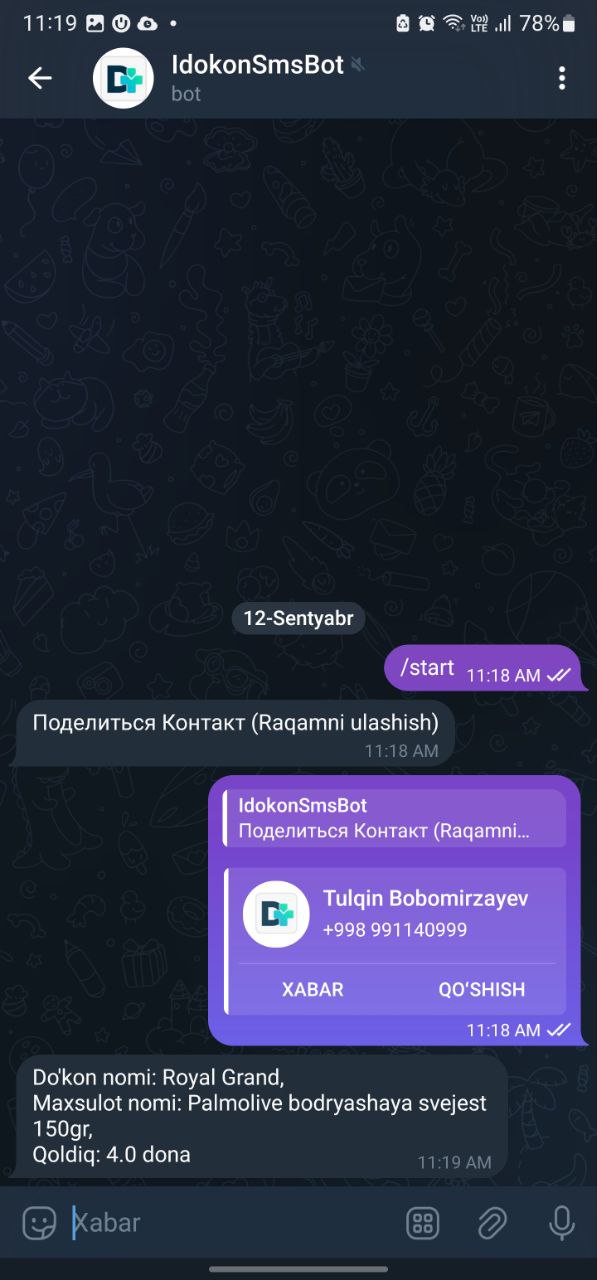 11:19
Vo))
LTE
78%
IdokonSmsBot
bot
12-Sentyabr
/start 11:18 AM
Поделиться Контакт (Raqamni ulashish)
11:18 AM
IdokonSmsBot
Поделиться Контакт (Raqamni...
Tulqin Bobomirzayev
+998 991140999
XABAR QO‘SHISH
11:18 AM
Do'kon nomi: Royal Grand,
Maxsulot nomi: Palmolive bodryashaya svejest
150gr,
Qoldiq: 4.0 dona
11:19 AM
Xabar